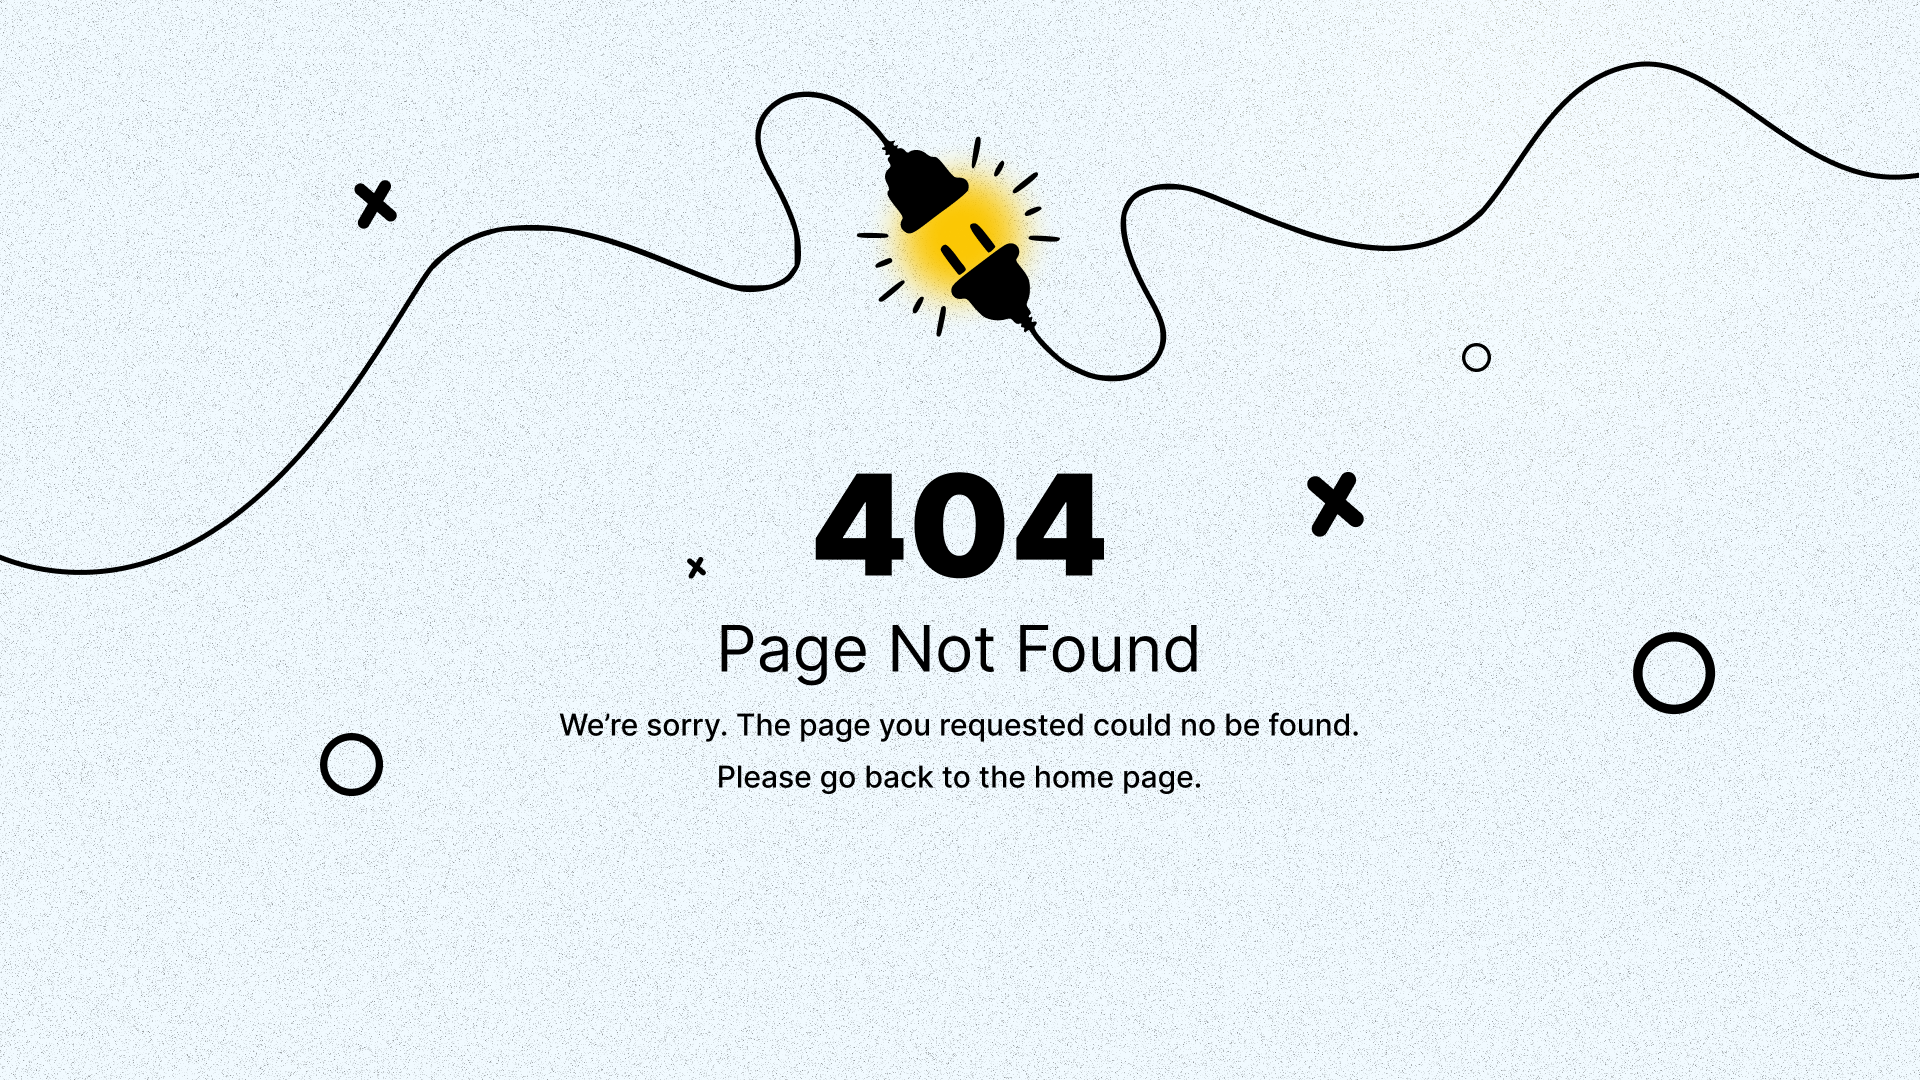 404
Page Not Found
We’re sorry. The page you requested could no be found.
Please go back to the home page.